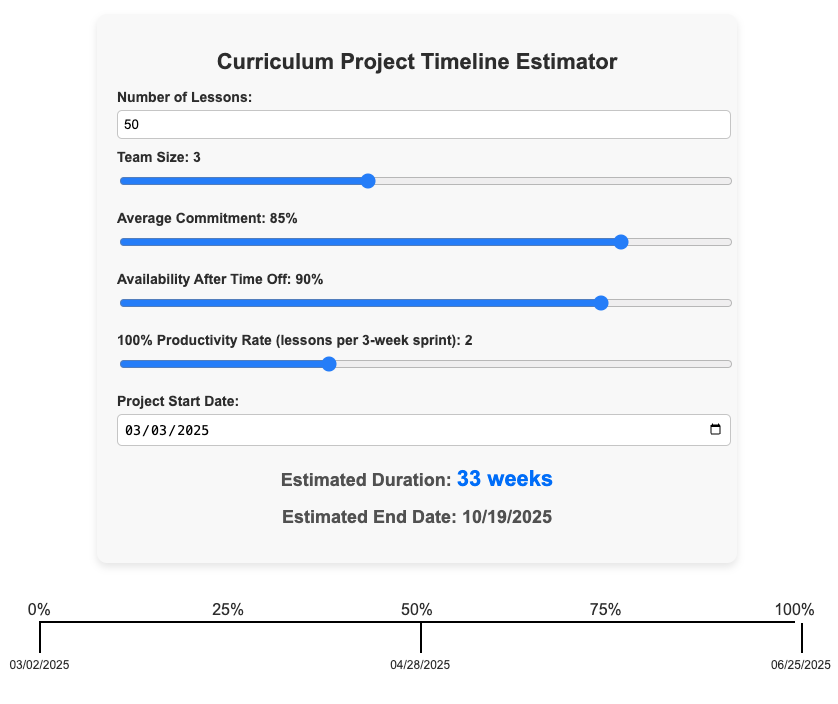 Curriculum Project Timeline Estimator
Number of Lessons:
50
Team Size: 3
Average Commitment: 85%
Availability After Time Off: 90%
100% Productivity Rate (lessons per 3-week sprint): 2
Project Start Date:
03/03/2025
Estimated Duration: 33 weeks
Estimated End Date: 10/19/2025
0% 25% 50% 75% 100%
03/02/2025 04/28/2025 06/25/2025